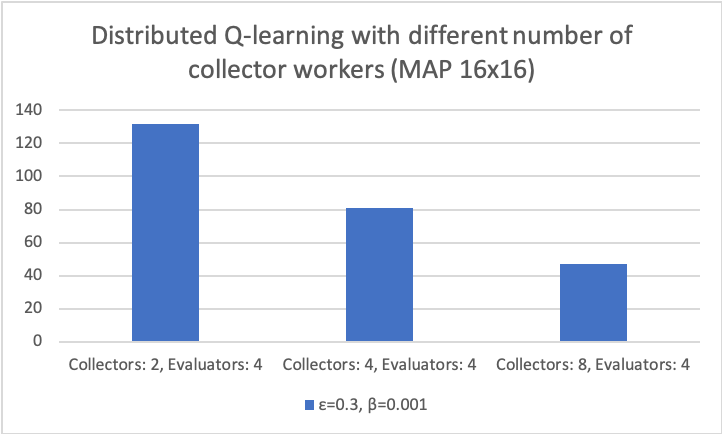 Distributed Q-learning with different number of
collector workers (MAP 16x16)
140
120
100
80
60
40
20
0
Collectors: 2, Evaluators: 4 Collectors: 4, Evaluators: 4 Collectors: 8, Evaluators: 4
ε=0.3, β=0.001